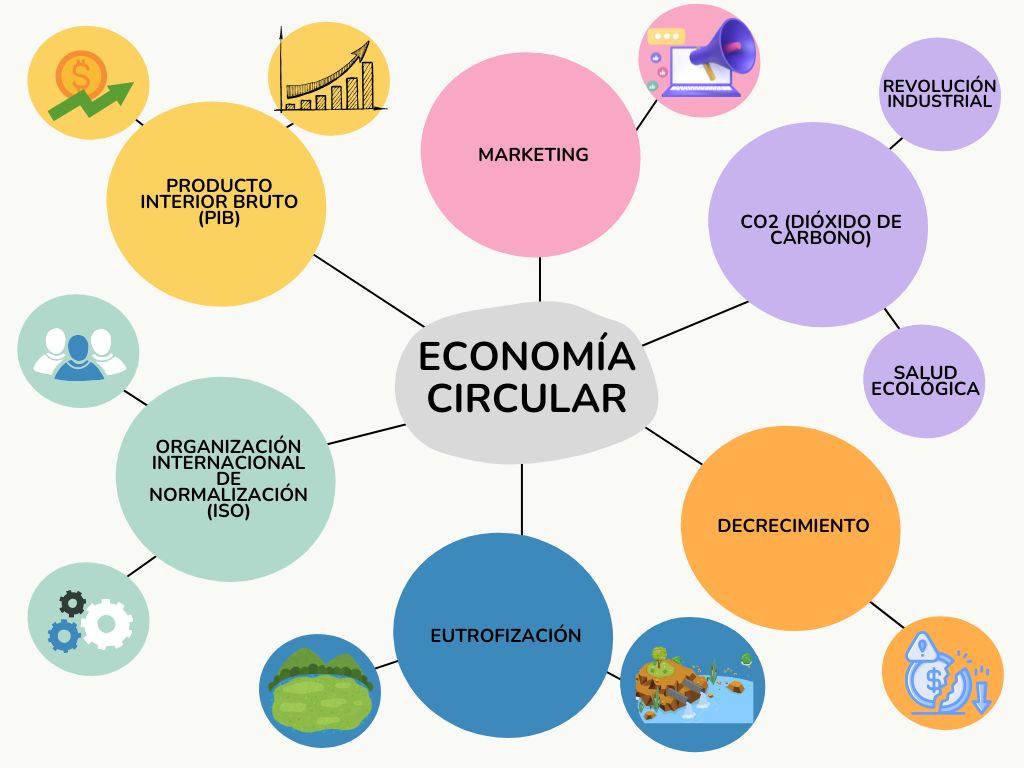 REVOLUCIÓN
INDUSTRIAL
MARKETING
PRODUCTO
INTERIOR BRUTO
(PIB)
CO2 (DIÓXIDO DE
CARBONO)
ECONOMÍA
CIRCULAR
SALUD
ECOLÓGICA
ORGANIZACIÓN
INTERNACIONAL
DE
NORMALIZACIÓN
(ISO)
DECRECIMIENTO
EUTROFIZACIÓN